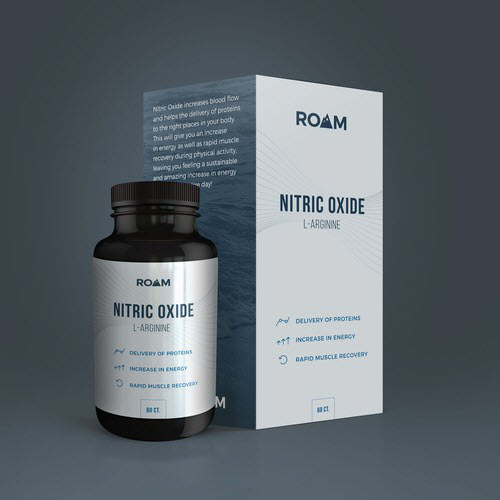 Nitric Oxide increases blood flow
and helps the delivery of proteins
to the right places in your body.
This will give you an increase
in energy as well as rapid muscle
recovery during physical activity,
leaving you feeling a sustainable
and amazing increase in energy
day!
ROAM
NITRIC OXIDE
L-ARGININE
DELIVERY OF PROTEINS
INCREASE IN ENERGY
RAPID MUSCLE RECOVERY
60 CT.
ROAM
NITRIC OXIDE
L-ARGININE
DELIVERY OF PROTEINS
INCREASE IN ENERGY
RAPID MUSCLE RECOVERY
60 CT.
M